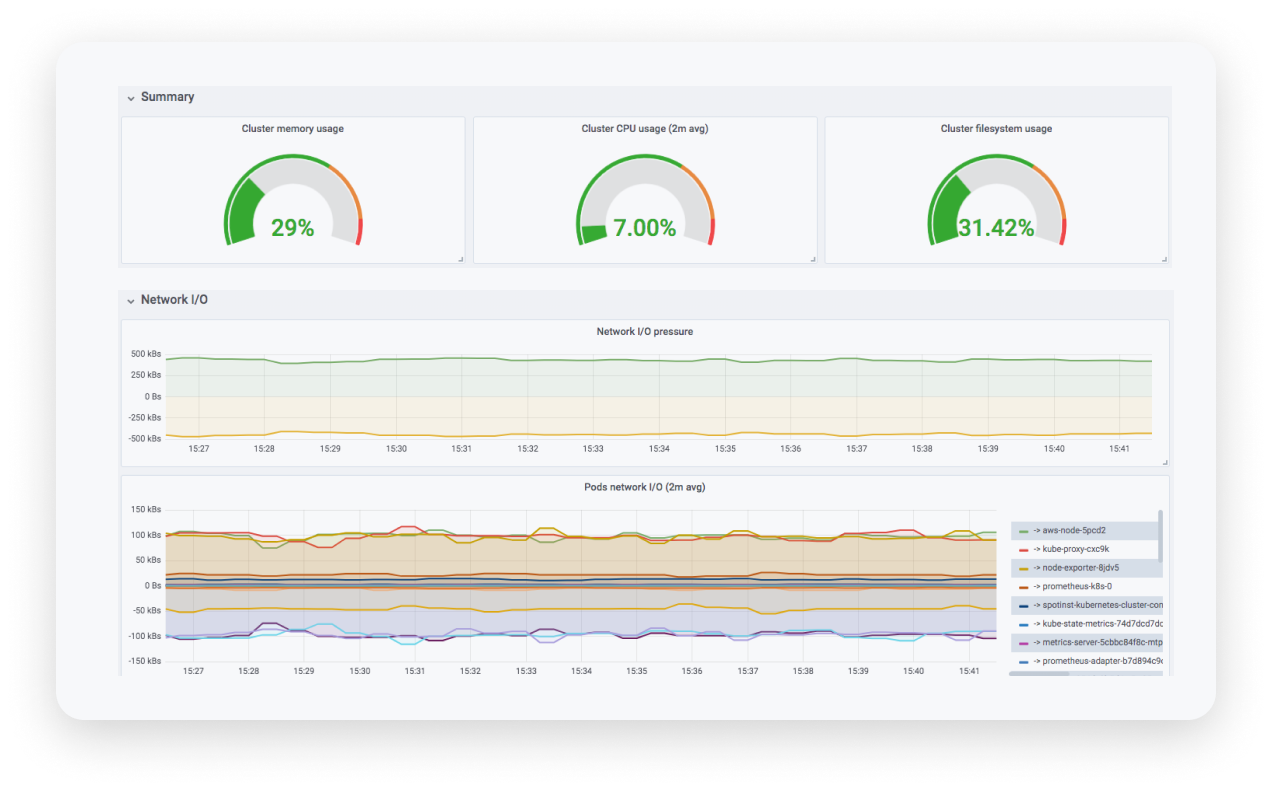 Summary
Cluster memory usage
Cluster CPU usage (2m avg)
Cluster filesystem usage
29%
7.00%
31.42%
Network I/O
Network I/O pressure
500 kBs
250 kBs
0 Bs
-250 kBs
-500 kBs
15:27 15:28 15:29 15:30 15:31 15:32 15:33 15:34 15:35 15:36 15:37 15:38 15:39 15:40 15:41
Pods network I/O (2m avg)
150 kBs
100 kBs
50 kBs
0 Bs
-50 kBs
-100 kBs
-150 kBs
15:27 15:28 15:29 15:30 15:31 15:32 15:33 15:34 15:35 15:36 15:37 15:38 15:39 15:40 15:41
-> aws-node-5pcd2
-> kube-proxy-cxc9k
-> node-exporter-8jdv5
-> prometheus-k8s-0
-> spotinst-kubernetes-cluster-con
-> kube-state-metrics-74d7dcd7dc
-> metrics-server-5cbbc84f8c-mtp
-> prometheus-adapter-b7d894c9c